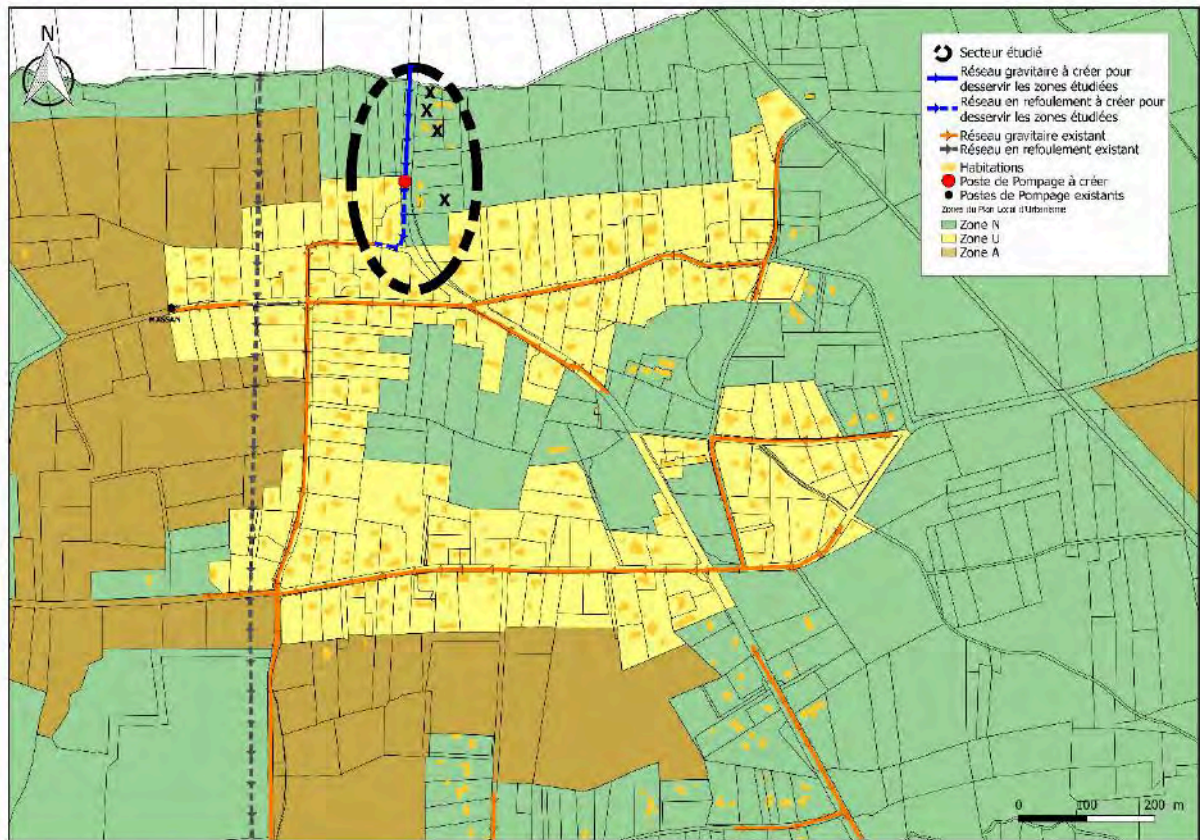 N
Secteur étudié
Réseau gravitaire à créer pour
desservir les zones étudiées
Réseau en refoulement à créer pour
desservir les zones étudiées
Réseau gravitaire existant
Réseau en refoulement existant
Habitations
Poste de Pompage à créer
Postes de Pompage existants
Zones du Plan Local d'Urbanisme
Zone N
Zone U
Zone A
X
X
X
X
0 100 200 m